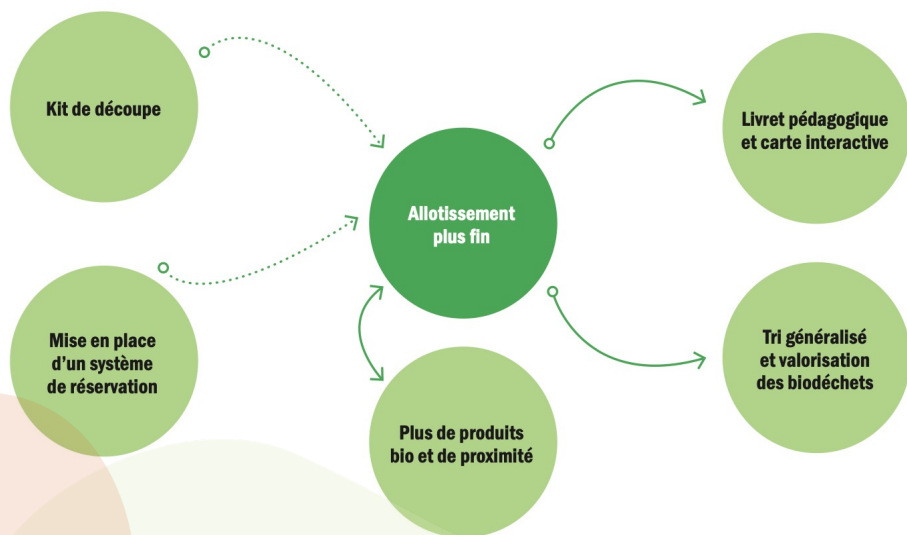 Kit de découpe
Livret pédagogique
et carte interactive
Allotissement
plus fin
Mise en place
d’un système
de réservation
Tri généralisé
et valorisation
des biodéchets
Plus de produits
bio et de proximité